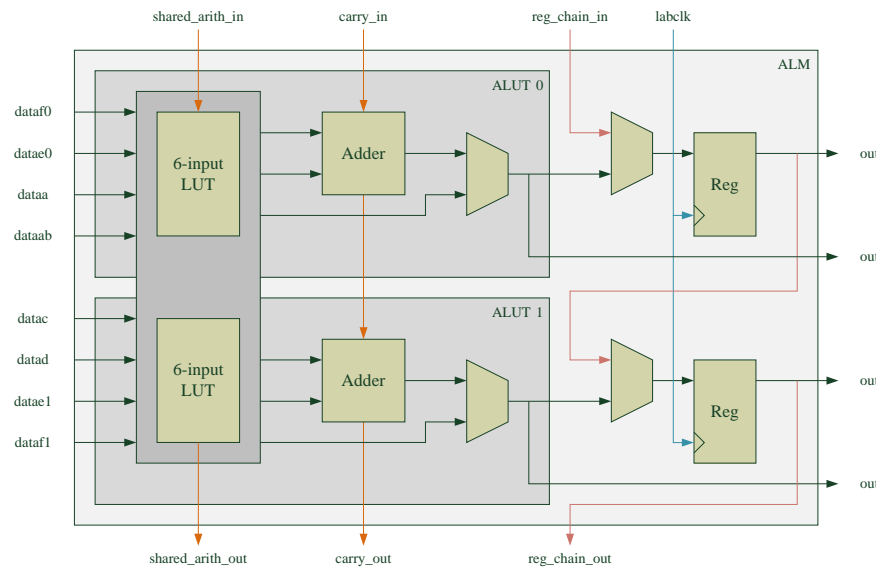 shared_arith_in carry_in reg_chain_in labclk
ALM
ALUT 0
dataf0
datae0
dataa
dataab
6-input
LUT
Adder
Reg
out
out
ALUT 1
datac
datad
datae1
dataf1
6-input
LUT
Adder
Reg
out
out
shared_arith_out carry_out reg_chain_out